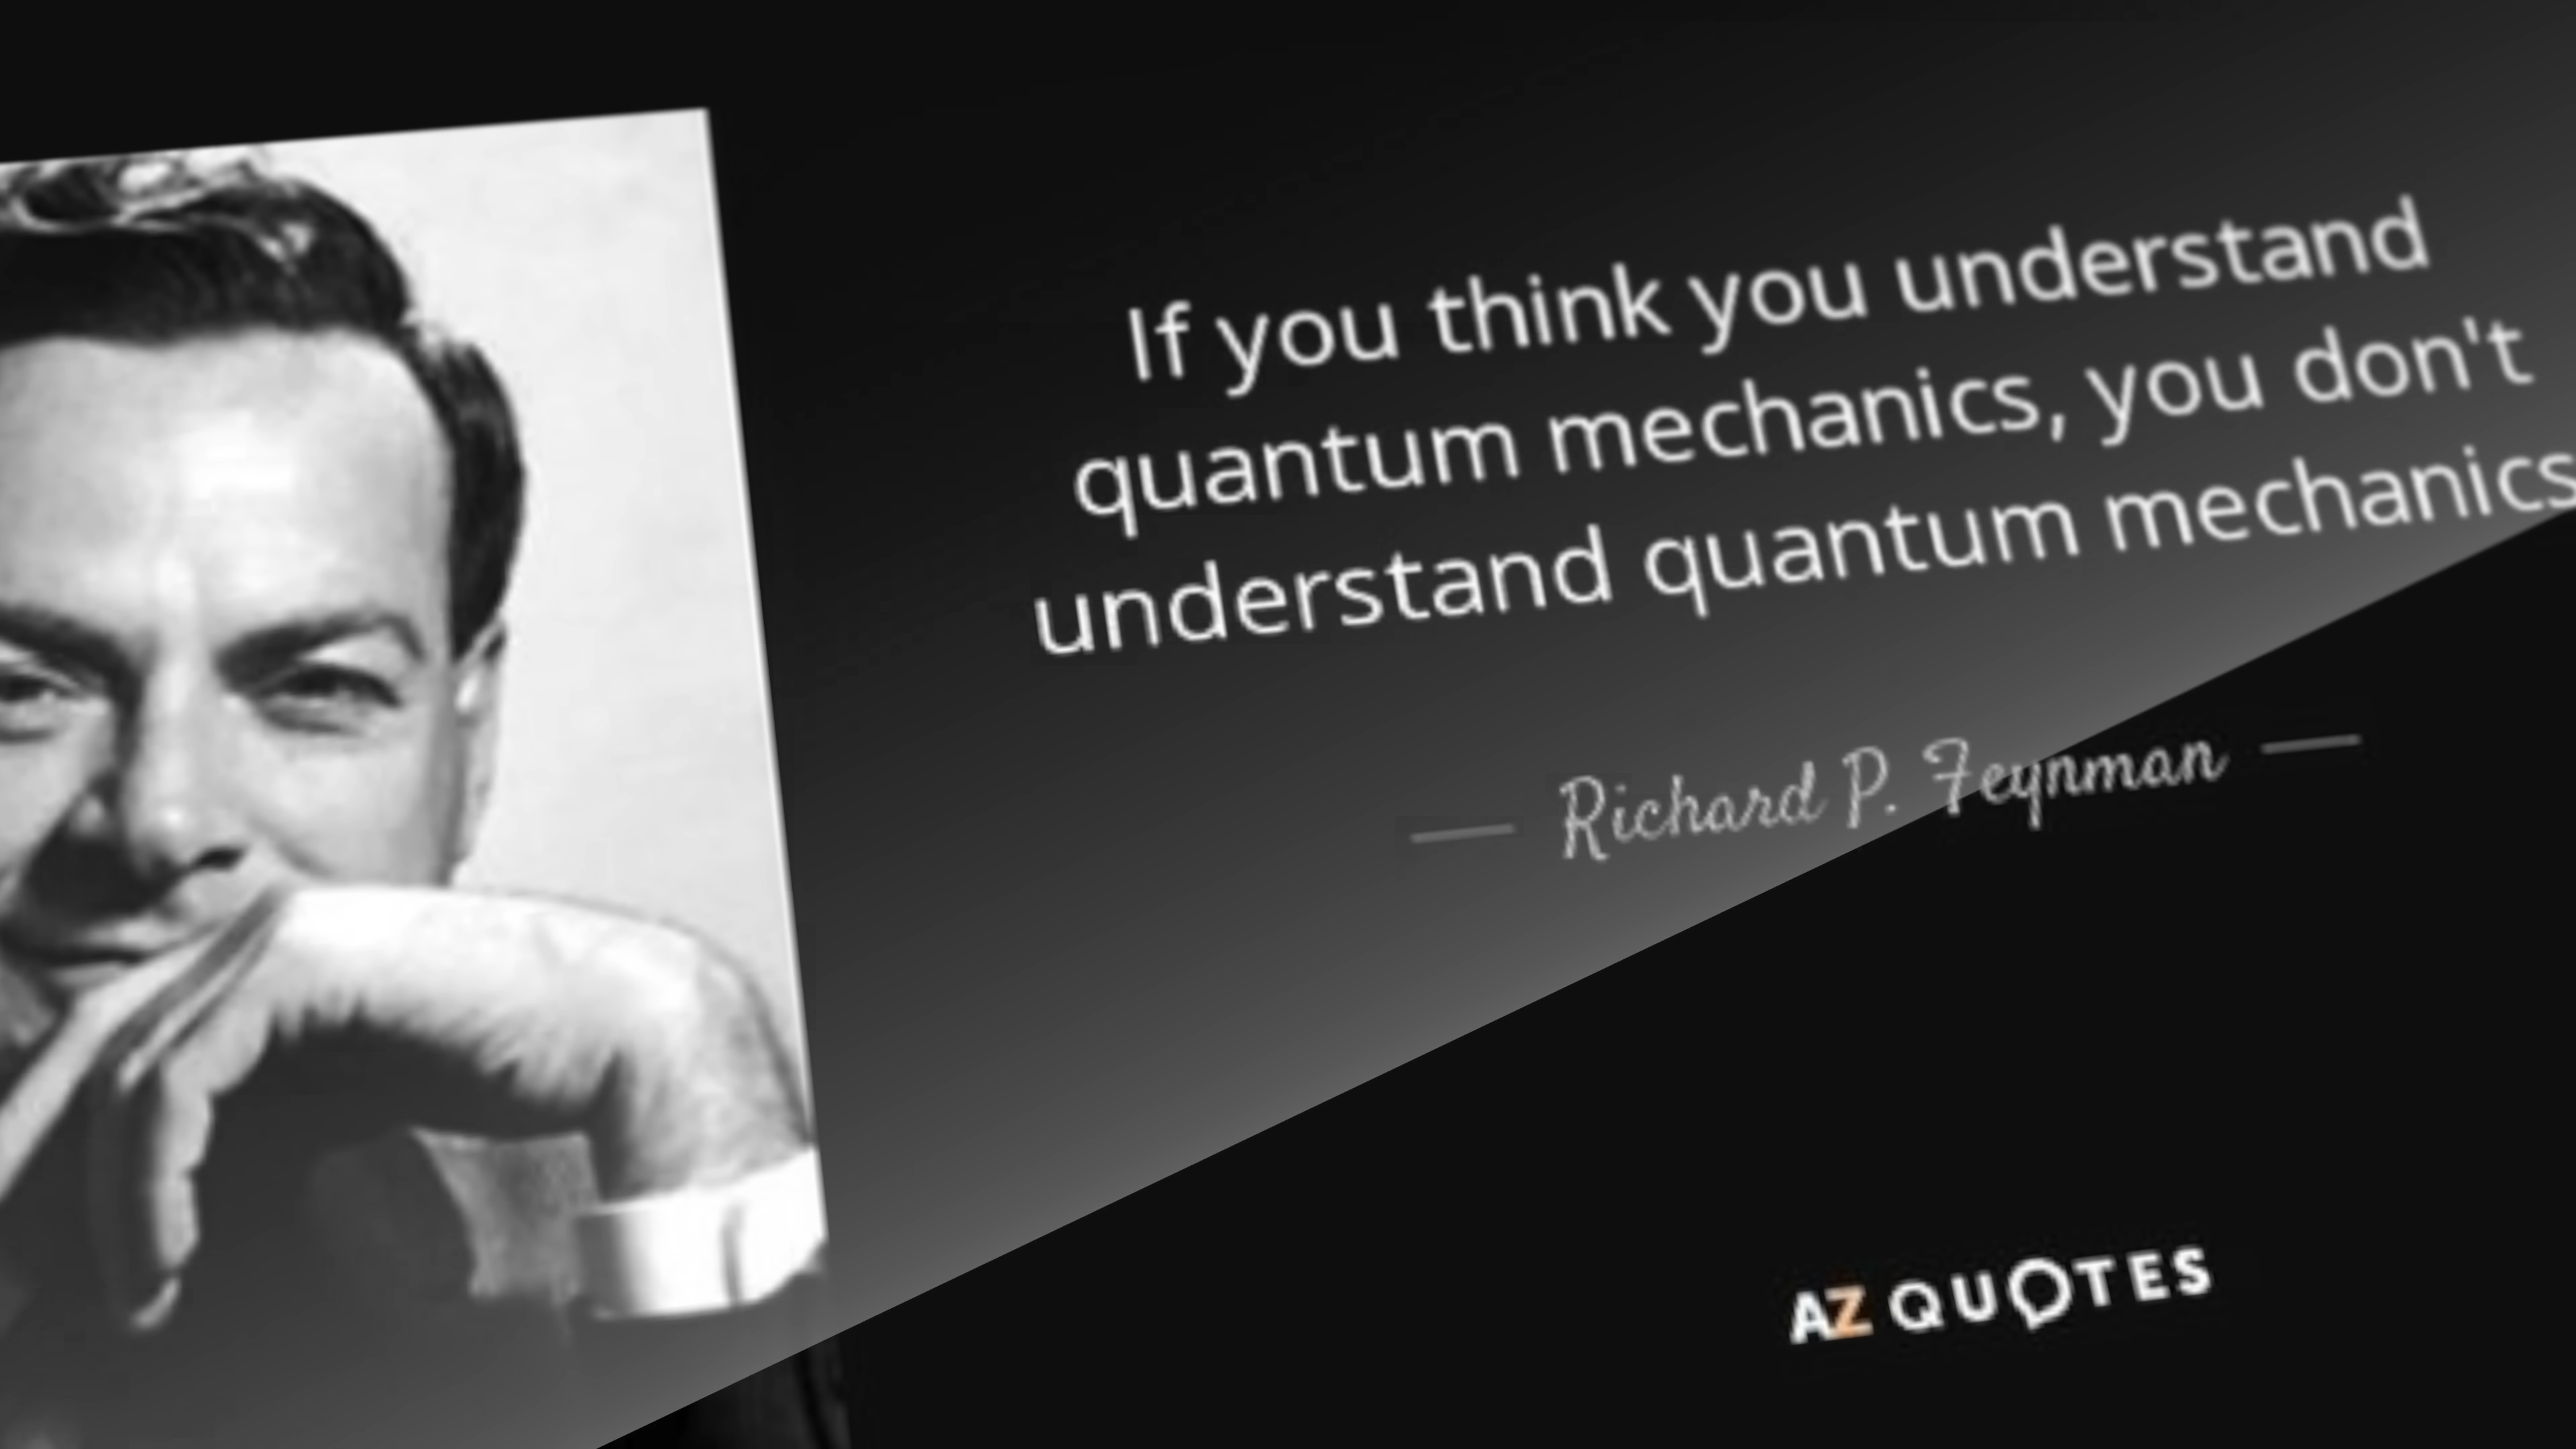 If you think you understand
quantum mechanics, you don't
understand quantum mechanics
— Richard P. Feynman —
AZ QUOTES